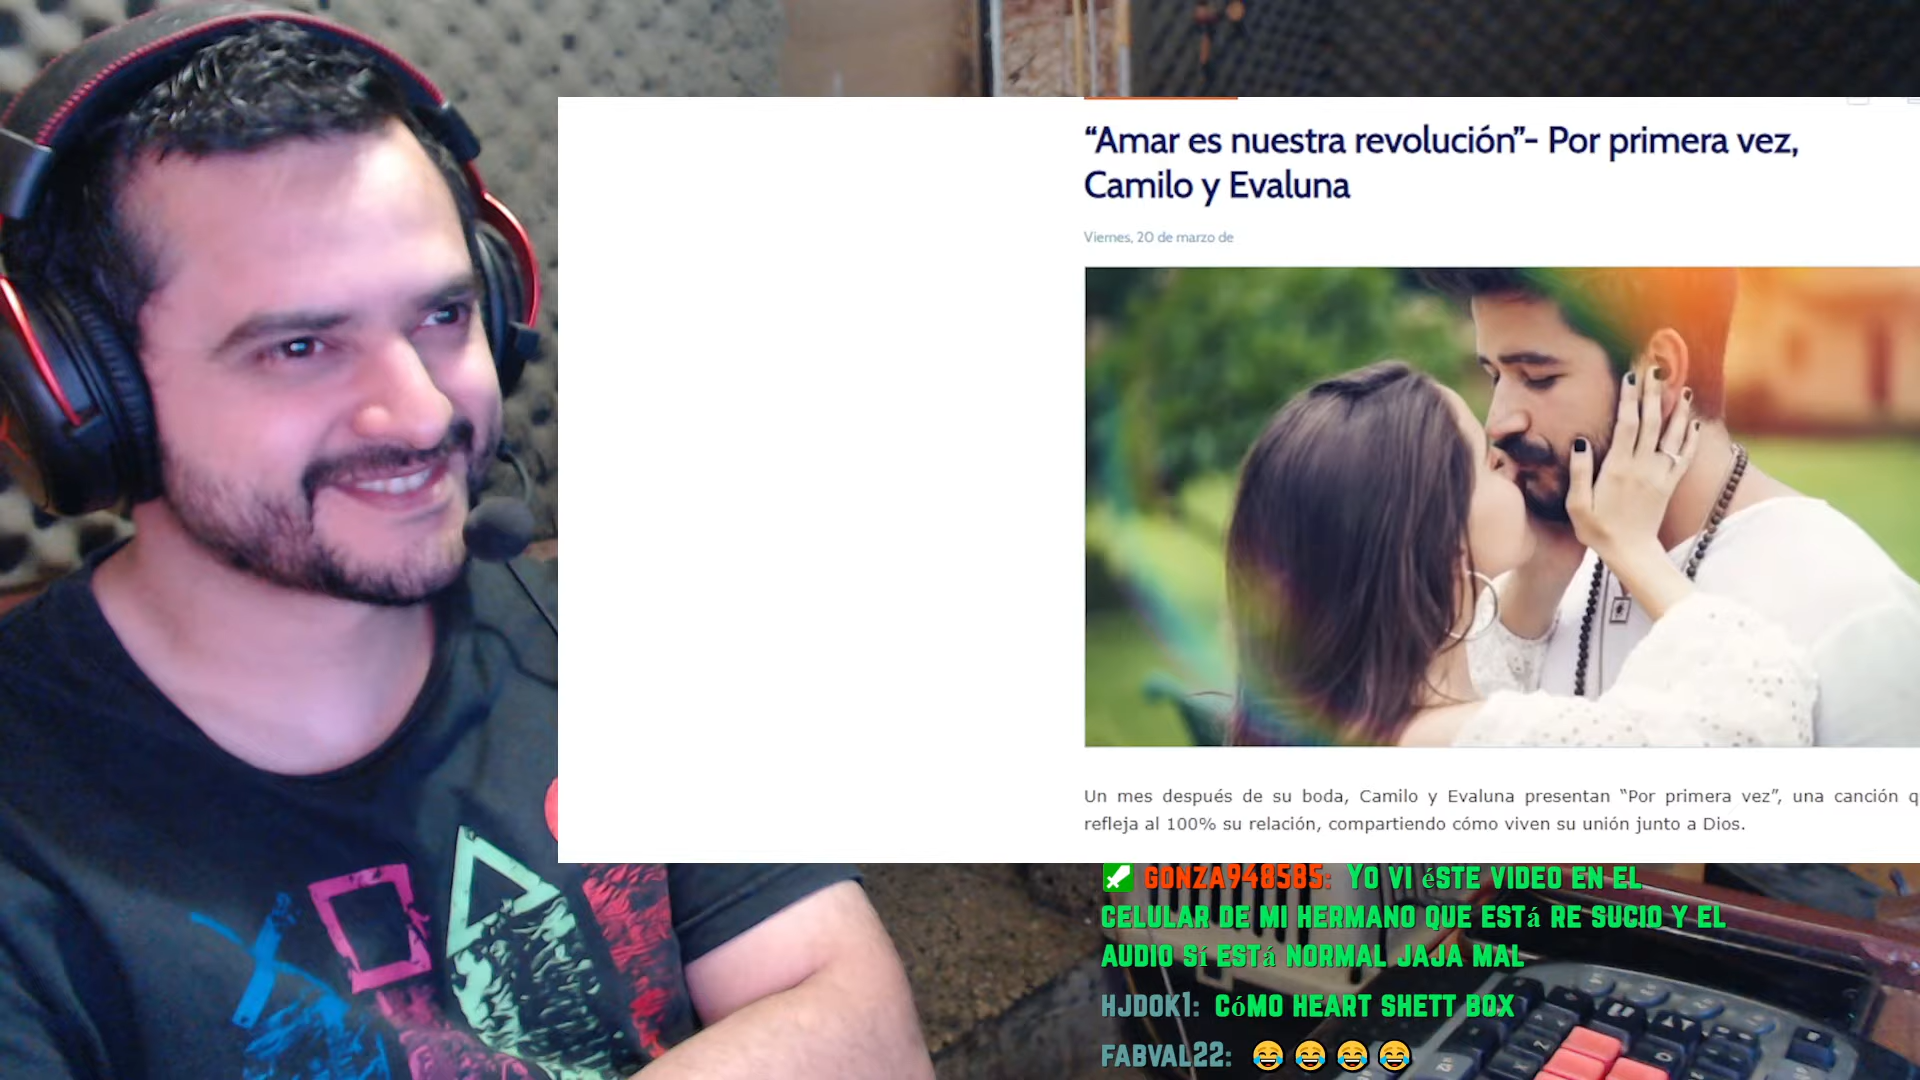 “Amar es nuestra revolución”- Por primera vez,
Camilo y Evaluna
Viernes, 20 de marzo de
Un mes después de su boda, Camilo y Evaluna presentan “Por primera vez”, una canción q
refleja al 100% su relación, compartiendo cómo viven su unión junto a Dios.
GONZA948585: YO VI éSTE VIDEO EN EL
CELULAR DE MI HERMANO QUE ESTá RE SUCIO Y EL
AUDIO Sí ESTá NORMAL JAJA MAL
HJDOK1: CóMO HEART SHETT BOX
FABVAL22: 😂😂😂😂